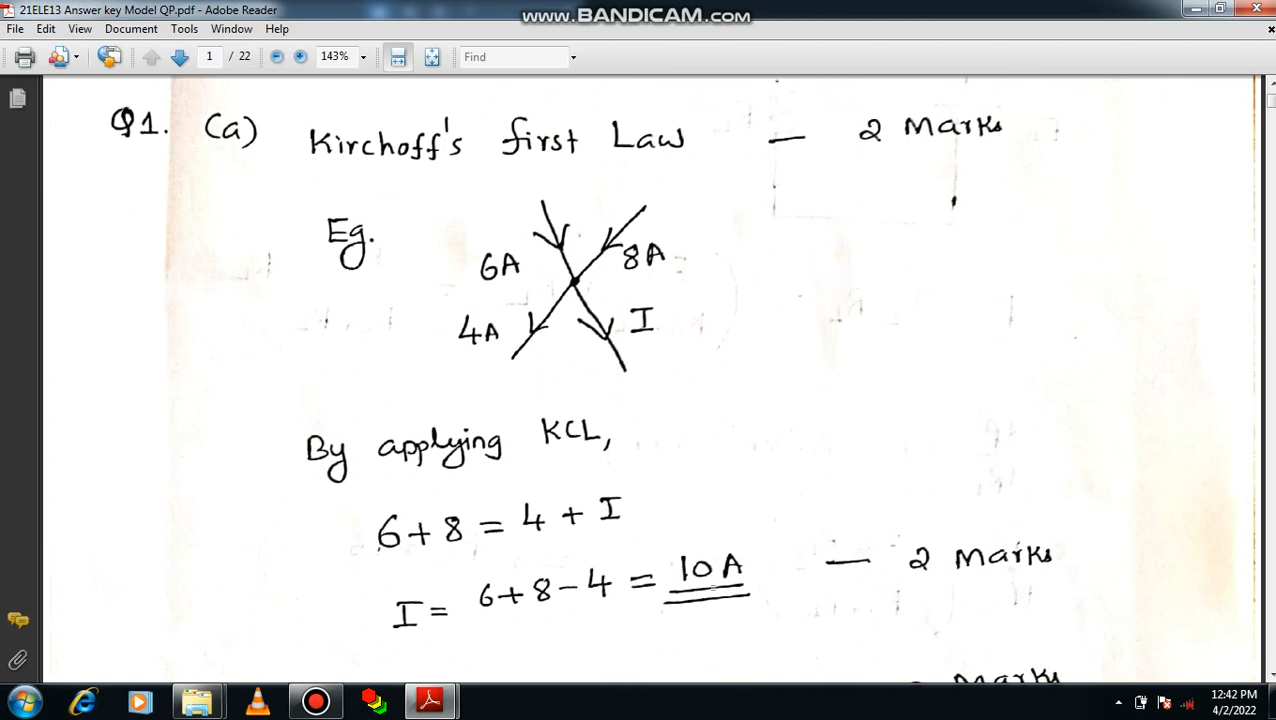 21ELE13 Answer key Model QP.pdf - Adobe Reader
www.BANDICAM.com
File Edit View Document Tools Window Help
1 / 22 143% Find
Q1. (a) Kirchoff's first Law — 2 Marks
Eg.
6A 8A
4A I
By applying KCL,
6+8 = 4 + I
I = 6+8-4 = 10A — 2 Marks
Marks
12:42 PM
4/2/2022